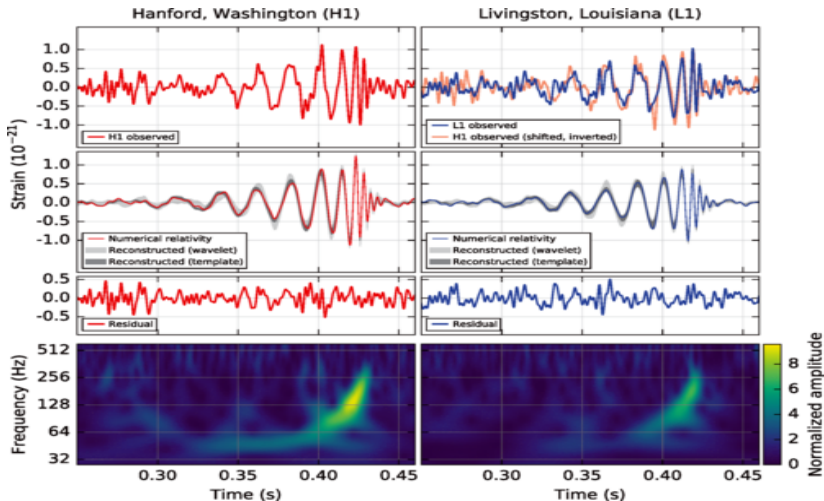 Hanford, Washington (H1)
Livingston, Louisiana (L1)
Strain (10⁻²¹)
1.0
0.5
0.0
-0.5
-1.0
H1 observed
L1 observed
H1 observed (shifted, inverted)
1.0
0.5
0.0
-0.5
-1.0
Numerical relativity
Reconstructed (wavelet)
Reconstructed (template)
Numerical relativity
Reconstructed (wavelet)
Reconstructed (template)
0.5
0.0
-0.5
Residual
Residual
Frequency (Hz)
512
256
128
64
32
0.30
0.35
0.40
0.45
Time (s)
0.30
0.35
0.40
0.45
Time (s)
8
6
4
2
0
Normalized amplitude